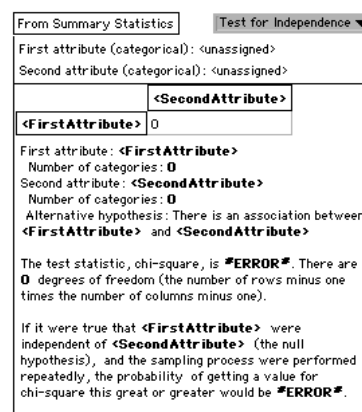 From Summary Statistics
Test for Independence
First attribute (categorical): <unassigned>
Second attribute (categorical): <unassigned>
<SecondAttribute>
<FirstAttribute> 0
First attribute: <FirstAttribute>
Number of categories: 0
Second attribute: <SecondAttribute>
Number of categories: 0
Alternative hypothesis: There is an association between
<FirstAttribute> and <SecondAttribute>
The test statistic, chi-square, is #ERROR#. There are
0 degrees of freedom (the number of rows minus one
times the number of columns minus one).
If it were true that <FirstAttribute> were
independent of <SecondAttribute> (the null
hypothesis), and the sampling process were performed
repeatedly, the probability of getting a value for
chi-square this great or greater would be #ERROR#.